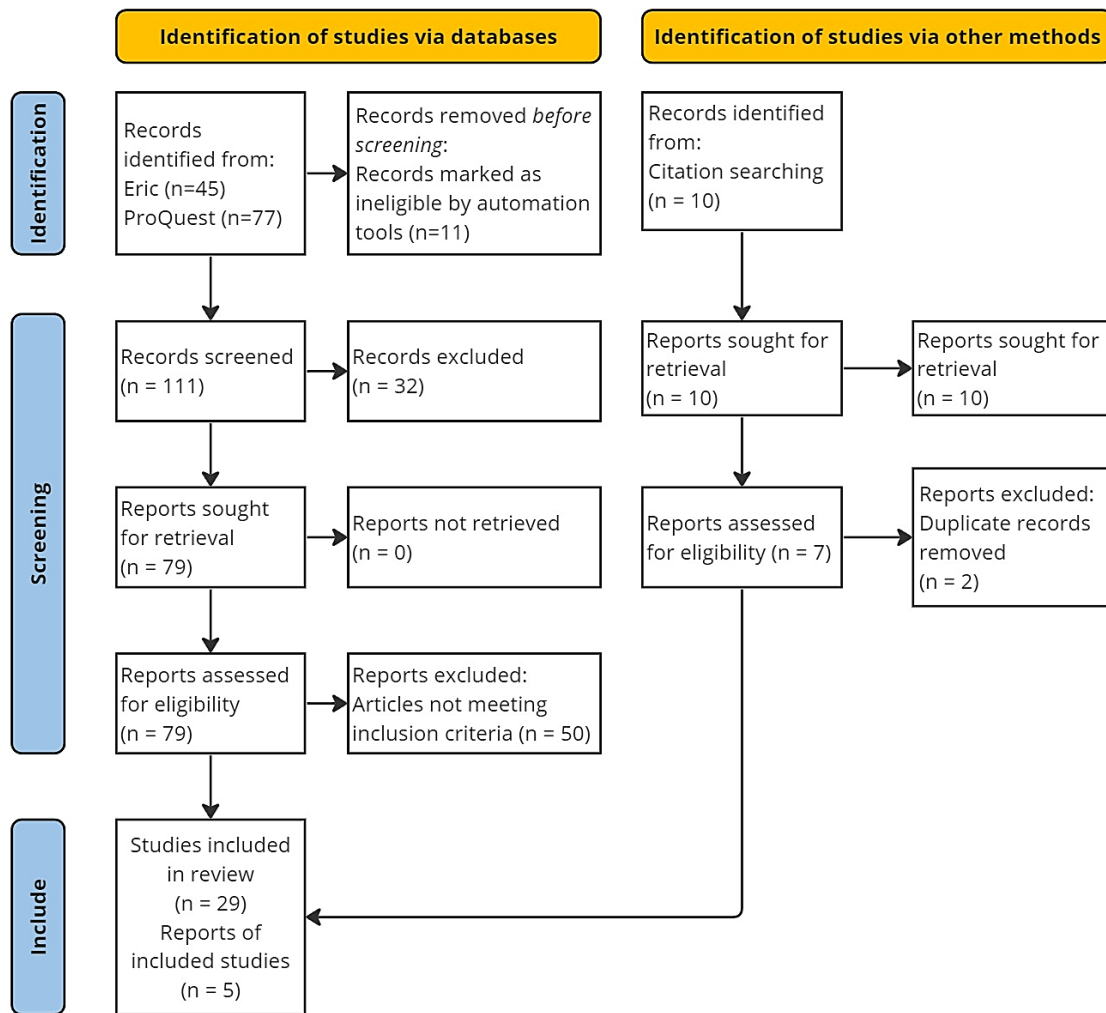 Identification of studies via databases
Identification of studies via other methods
Identification
Records
identified from:
Eric (n=45)
ProQuest (n=77)
Records removed before
screening:
Records marked as
ineligible by automation
tools (n=11)
Records identified
from:
Citation searching
(n = 10)
Screening
Records screened
(n = 111)
Records excluded
(n = 32)
Reports sought for
retrieval
(n = 10)
Reports sought for
retrieval
(n = 10)
Reports sought
for retrieval
(n = 79)
Reports not retrieved
(n = 0)
Reports assessed
for eligibility (n = 7)
Reports excluded:
Duplicate records
removed
(n = 2)
Reports assessed
for eligibility
(n = 79)
Reports excluded:
Articles not meeting
inclusion criteria (n = 50)
Include
Studies included
in review
(n = 29)
Reports of
included studies
(n = 5)